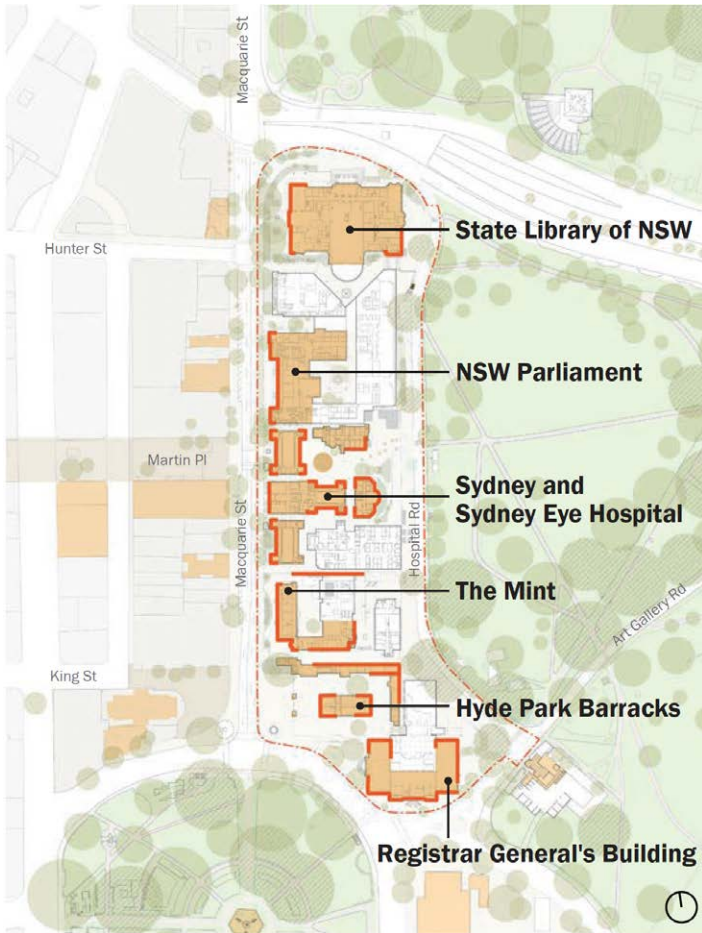 Macquarie St
State Library of NSW
Hunter St
NSW Parliament
Martin Pl
Sydney and
Sydney Eye Hospital
Macquarie St
Hospital Rd
The Mint
Art Gallery Rd
King St
Hyde Park Barracks
Registrar General's Building